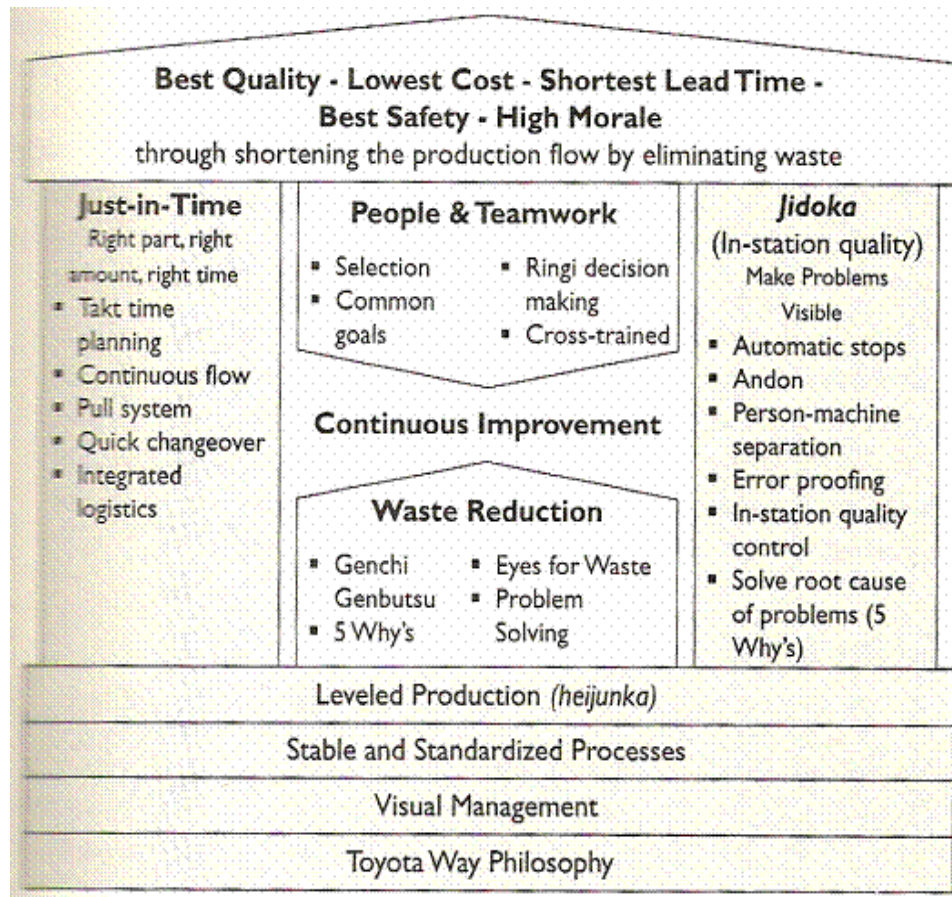 Best Quality - Lowest Cost - Shortest Lead Time -
Best Safety - High Morale
through shortening the production flow by eliminating waste
Just-in-Time
Right part, right
amount, right time
▪ Takt time
planning
▪ Continuous flow
▪ Pull system
▪ Quick changeover
▪ Integrated
logistics
People & Teamwork
▪ Selection
▪ Common
goals
▪ Ringi decision
making
▪ Cross-trained
Continuous Improvement
Waste Reduction
▪ Genchi
Genbutsu
▪ 5 Why's
▪ Eyes for Waste
▪ Problem
Solving
Jidoka
(In-station quality)
Make Problems
Visible
▪ Automatic stops
▪ Andon
▪ Person-machine
separation
▪ Error proofing
▪ In-station quality
control
▪ Solve root cause
of problems (5
Why's)
Leveled Production (heijunka)
Stable and Standardized Processes
Visual Management
Toyota Way Philosophy